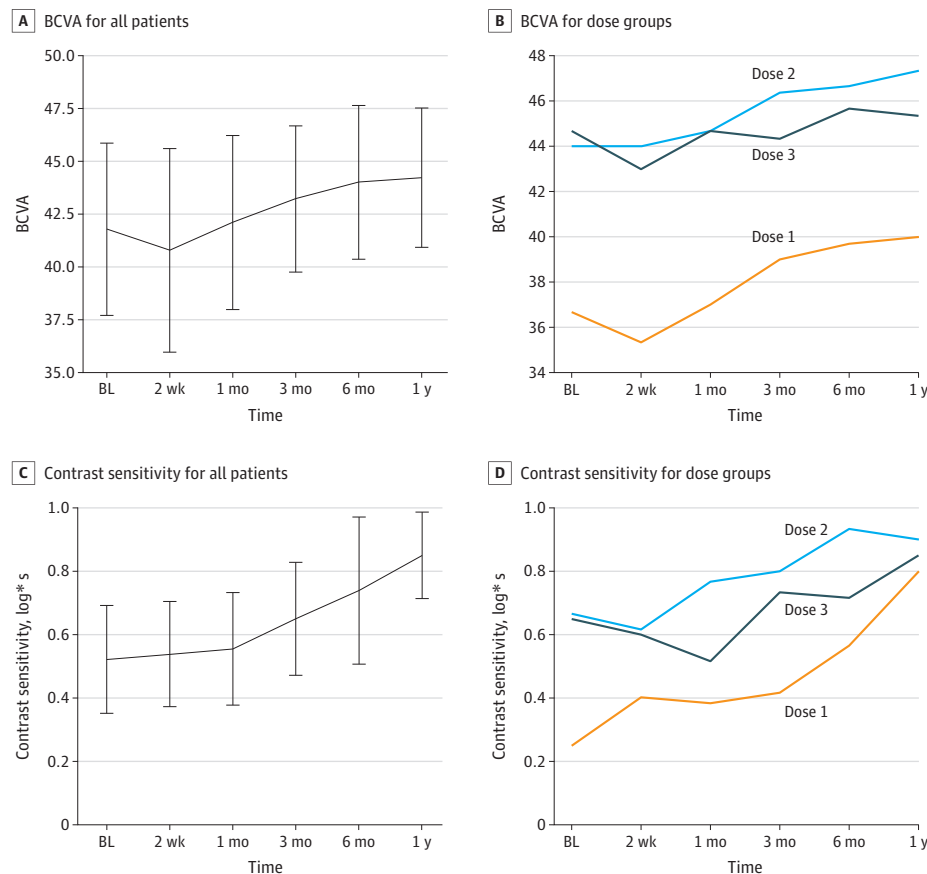 A BCVA for all patients
50.0
47.5
45.0
42.5
40.0
37.5
35.0
BCVA
BL 2 wk 1 mo 3 mo 6 mo 1 y
Time
B BCVA for dose groups
48
46
44
42
40
38
36
34
BCVA
Dose 2
Dose 3
Dose 1
BL 2 wk 1 mo 3 mo 6 mo 1 y
Time
C Contrast sensitivity for all patients
1.0
0.8
0.6
0.4
0.2
0
Contrast sensitivity, log* s
BL 2 wk 1 mo 3 mo 6 mo 1 y
Time
D Contrast sensitivity for dose groups
1.0
0.8
0.6
0.4
0.2
0
Contrast sensitivity, log* s
Dose 2
Dose 3
Dose 1
BL 2 wk 1 mo 3 mo 6 mo 1 y
Time